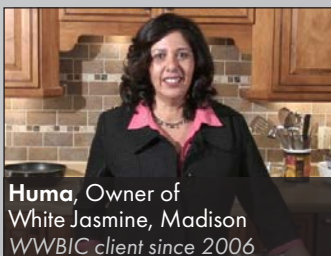 Huma, Owner of
White Jasmine, Madison
WWBIC client since 2006